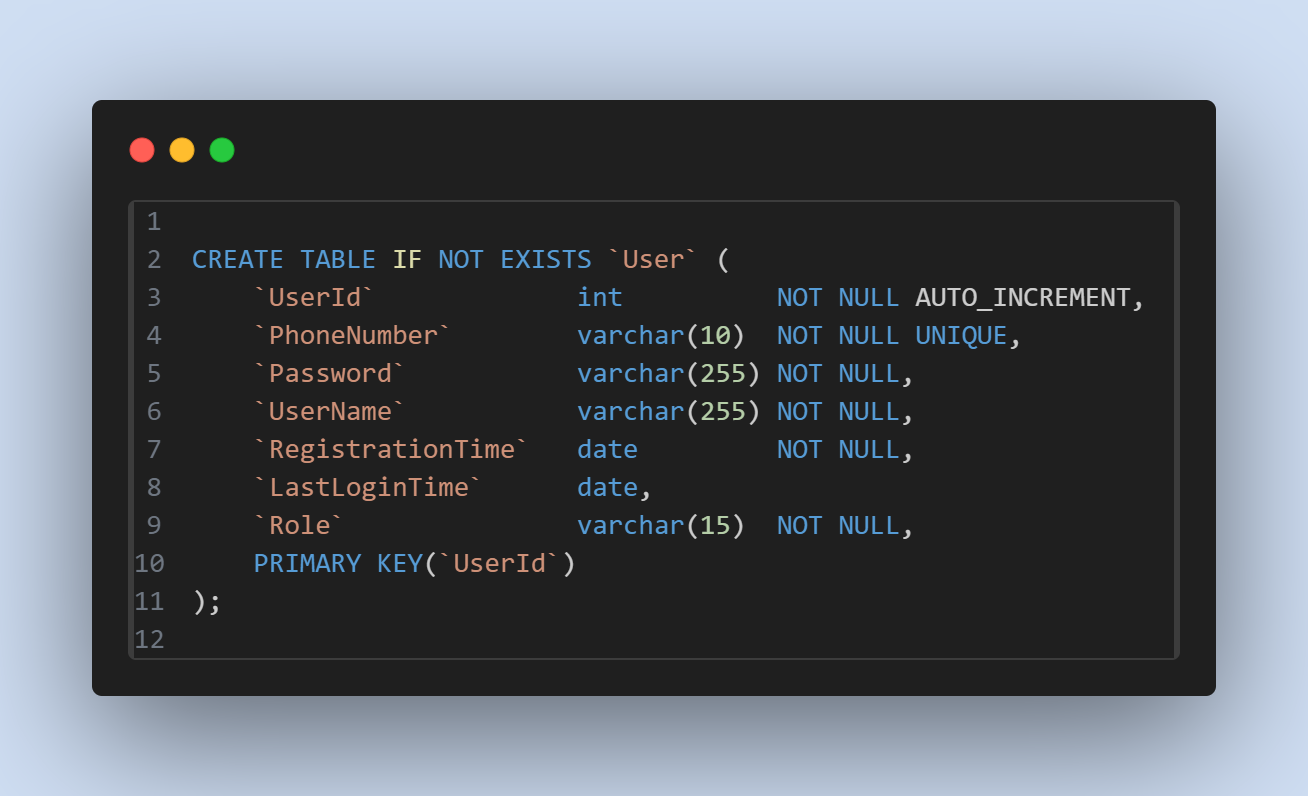 1
2 CREATE TABLE IF NOT EXISTS `User` (
3     `UserId`             int          NOT NULL AUTO_INCREMENT,
4     `PhoneNumber`        varchar(10)  NOT NULL UNIQUE,
5     `Password`           varchar(255) NOT NULL,
6     `UserName`           varchar(255) NOT NULL,
7     `RegistrationTime`   date         NOT NULL,
8     `LastLoginTime`      date,
9     `Role`               varchar(15)  NOT NULL,
10     PRIMARY KEY(`UserId`)
11 );
12